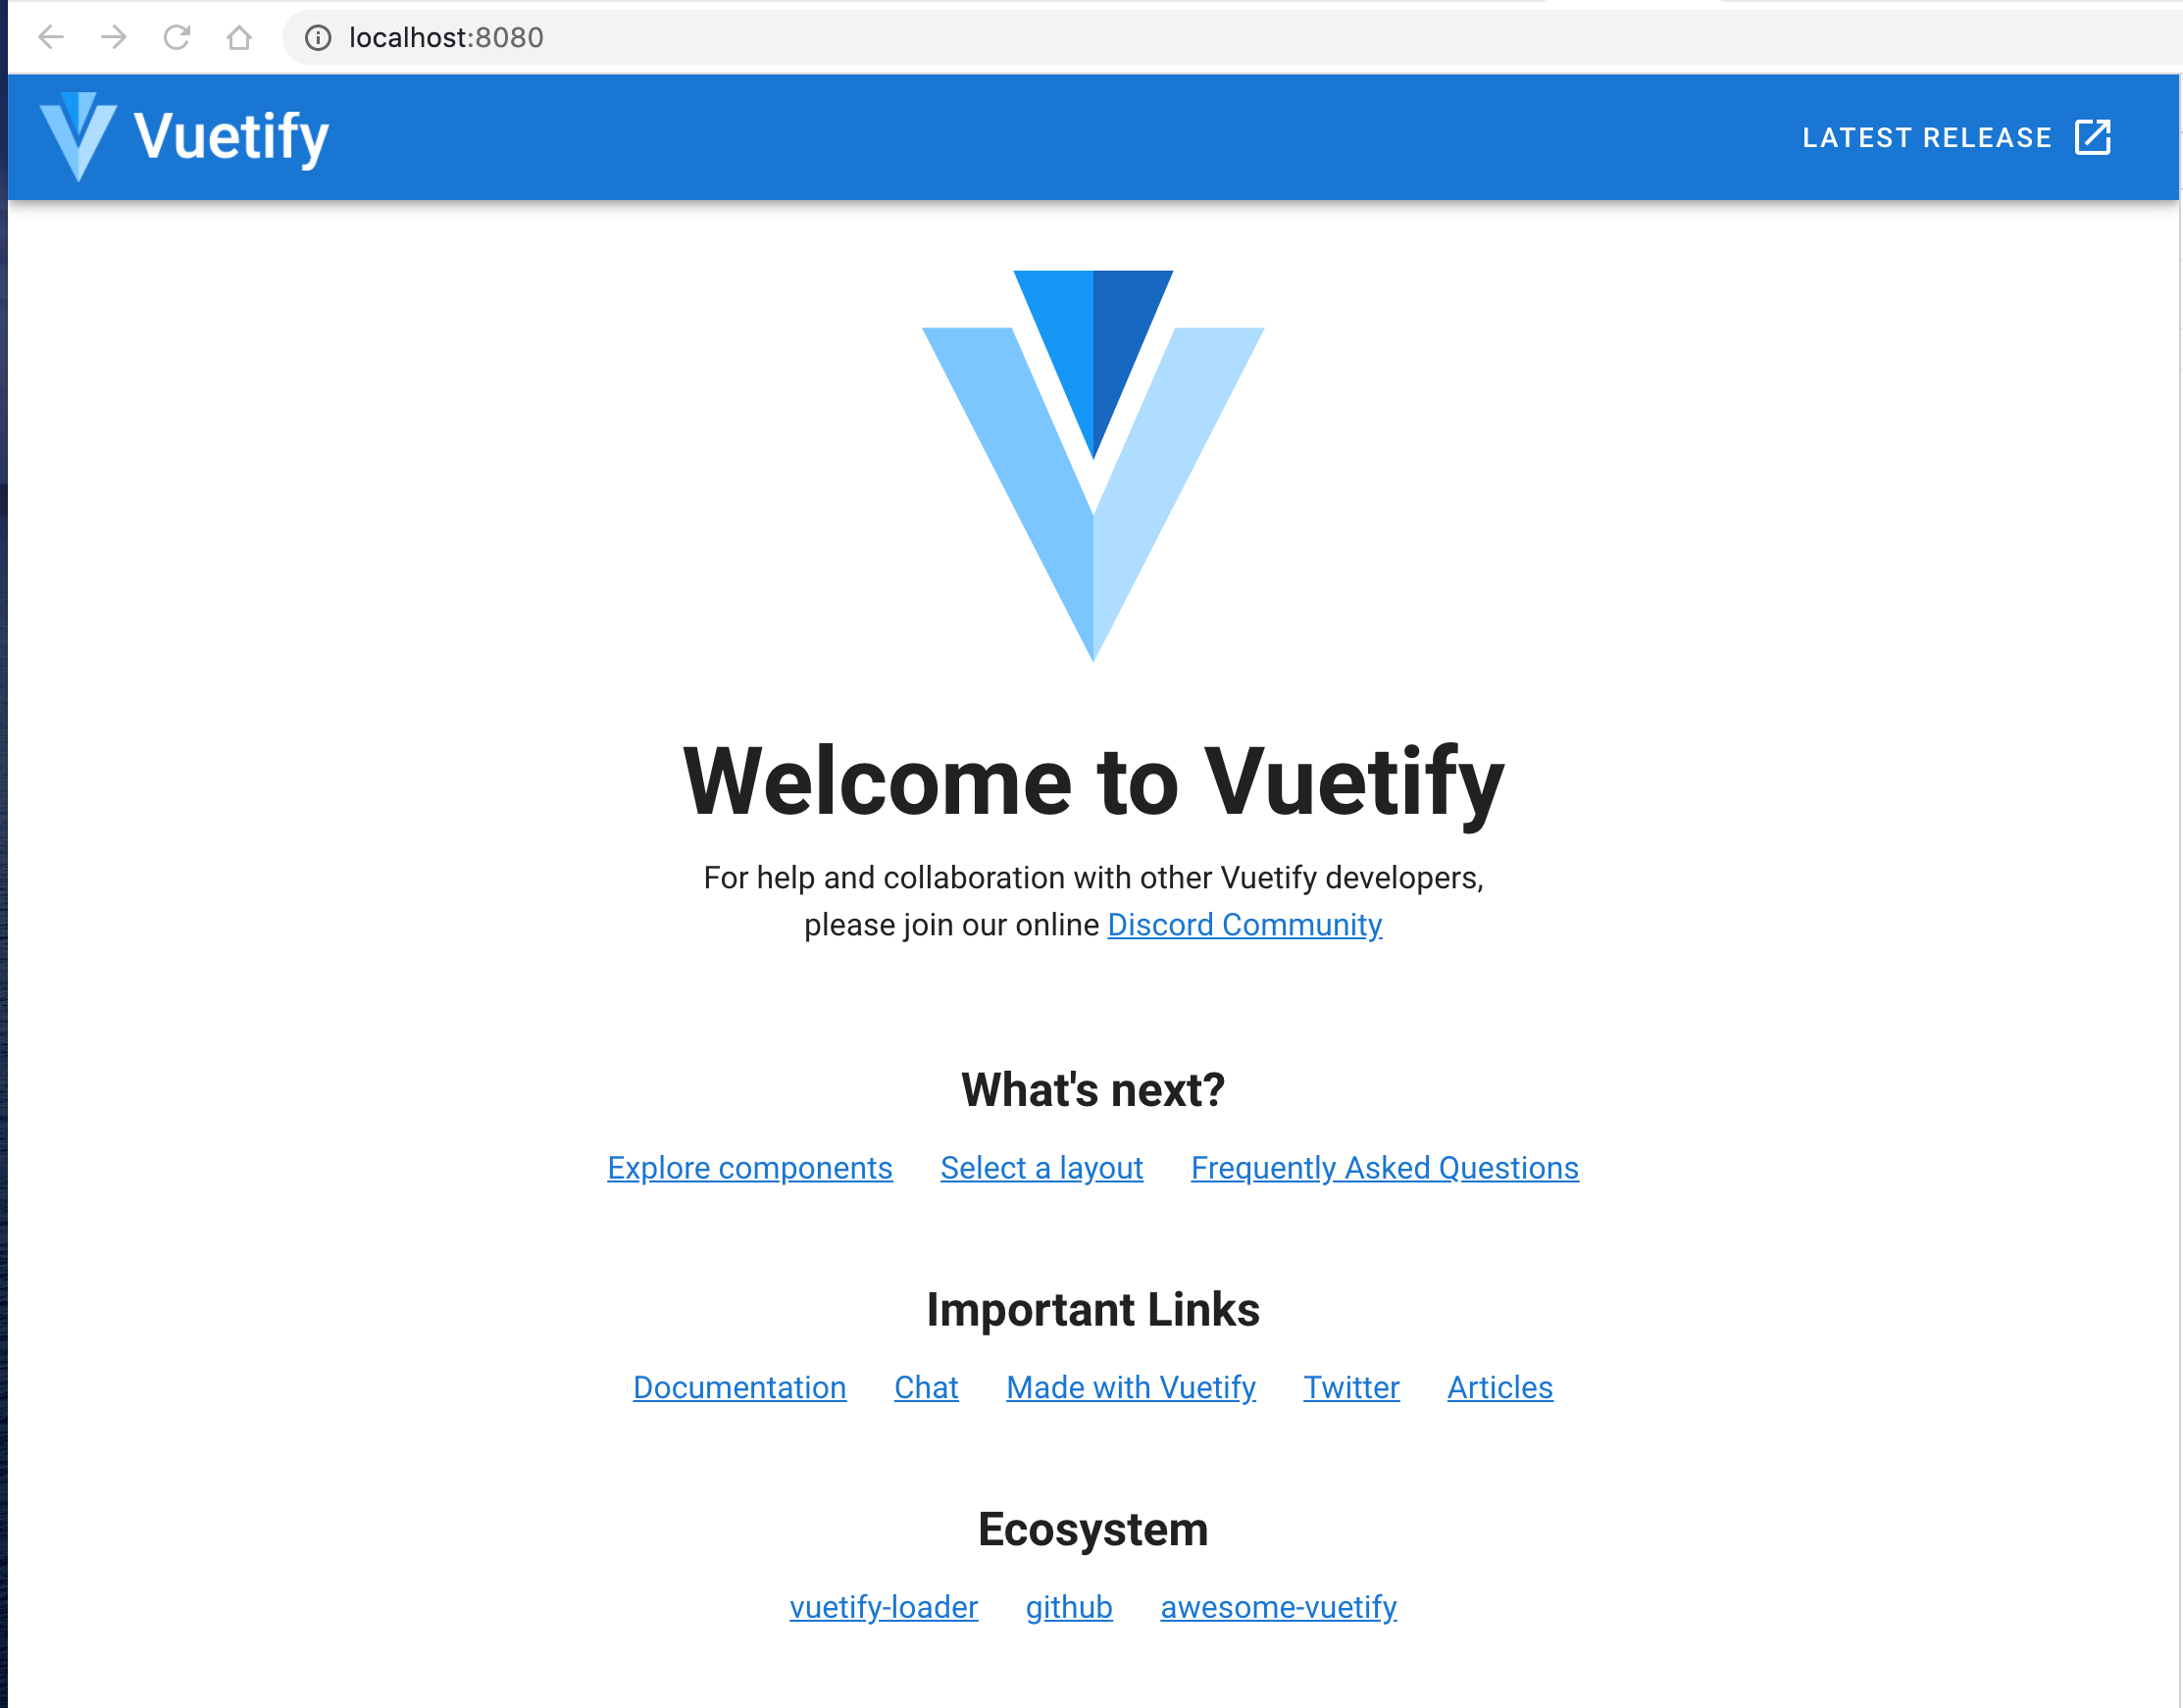 localhost:8080
Vuetify
LATEST RELEASE
Welcome to Vuetify
For help and collaboration with other Vuetify developers,
please join our online Discord Community
What's next?
Explore components Select a layout Frequently Asked Questions
Important Links
Documentation Chat Made with Vuetify Twitter Articles
Ecosystem
vuetify-loader github awesome-vuetify